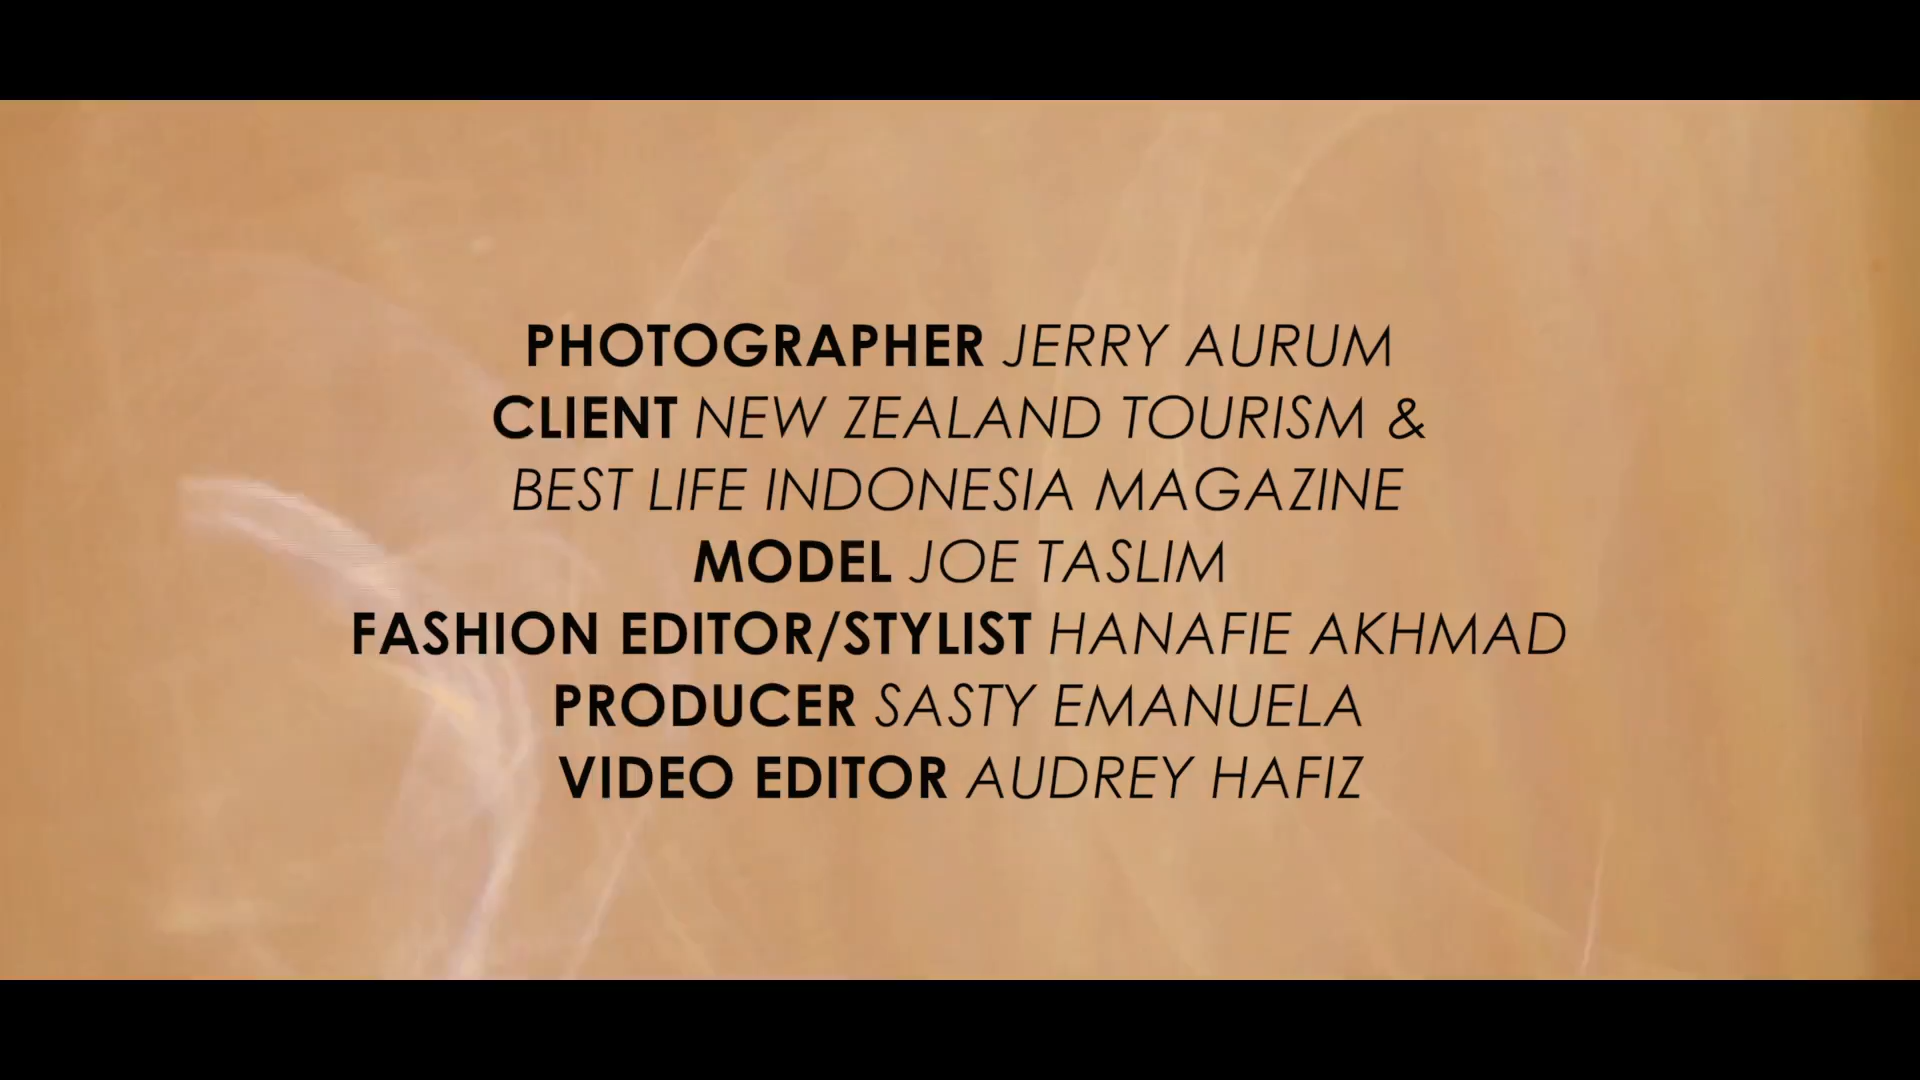 PHOTOGRAPHER JERRY AURUM
CLIENT NEW ZEALAND TOURISM &
BEST LIFE INDONESIA MAGAZINE
MODEL JOE TASLIM
FASHION EDITOR/STYLIST HANAFIE AKHMAD
PRODUCER SASTY EMANUELA
VIDEO EDITOR AUDREY HAFIZ